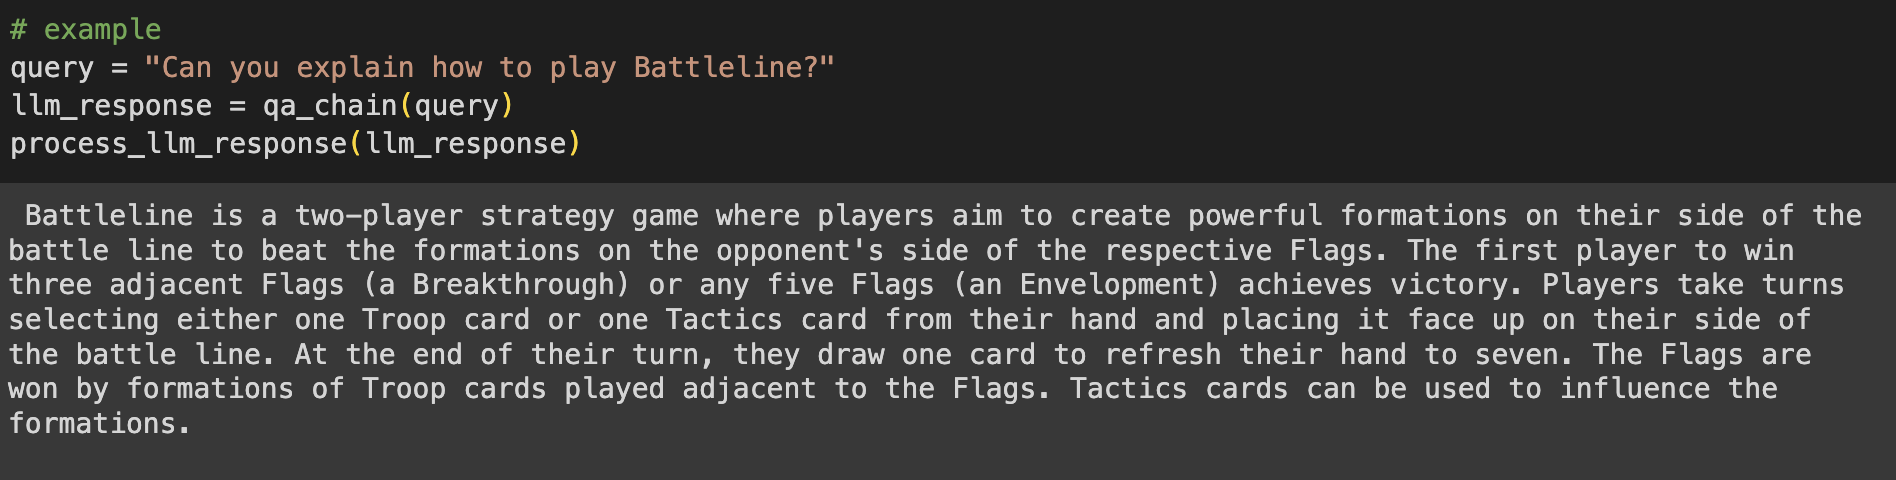 # example
query = "Can you explain how to play Battleline?"
llm_response = qa_chain(query)
process_llm_response(llm_response)
Battleline is a two-player strategy game where players aim to create powerful formations on their side of the
battle line to beat the formations on the opponent's side of the respective Flags. The first player to win
three adjacent Flags (a Breakthrough) or any five Flags (an Envelopment) achieves victory. Players take turns
selecting either one Troop card or one Tactics card from their hand and placing it face up on their side of
the battle line. At the end of their turn, they draw one card to refresh their hand to seven. The Flags are
won by formations of Troop cards played adjacent to the Flags. Tactics cards can be used to influence the
formations.